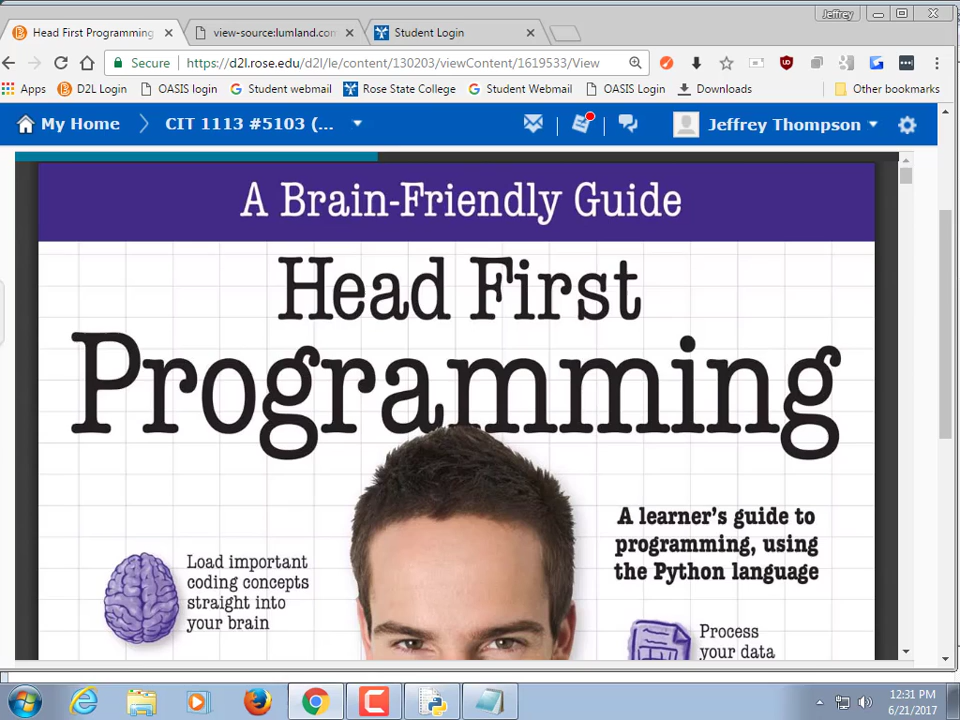 Jeffrey
Head First Programming
view-source:lumland.con
Student Login
Secure
https://d2l.rose.edu/d2l/le/content/130203/viewContent/1619533/View
Apps
D2L Login
OASIS login
Student webmail
Rose State College
Student Webmail
OASIS Login
Downloads
Other bookmarks
My Home
CIT 1113 #5103 (...
Jeffrey Thompson
A Brain-Friendly Guide
Head First
Programming
A learner's guide to
programming, using
the Python language
Load important
coding concepts
straight into
your brain
Process
your data
12:31 PM
6/21/2017